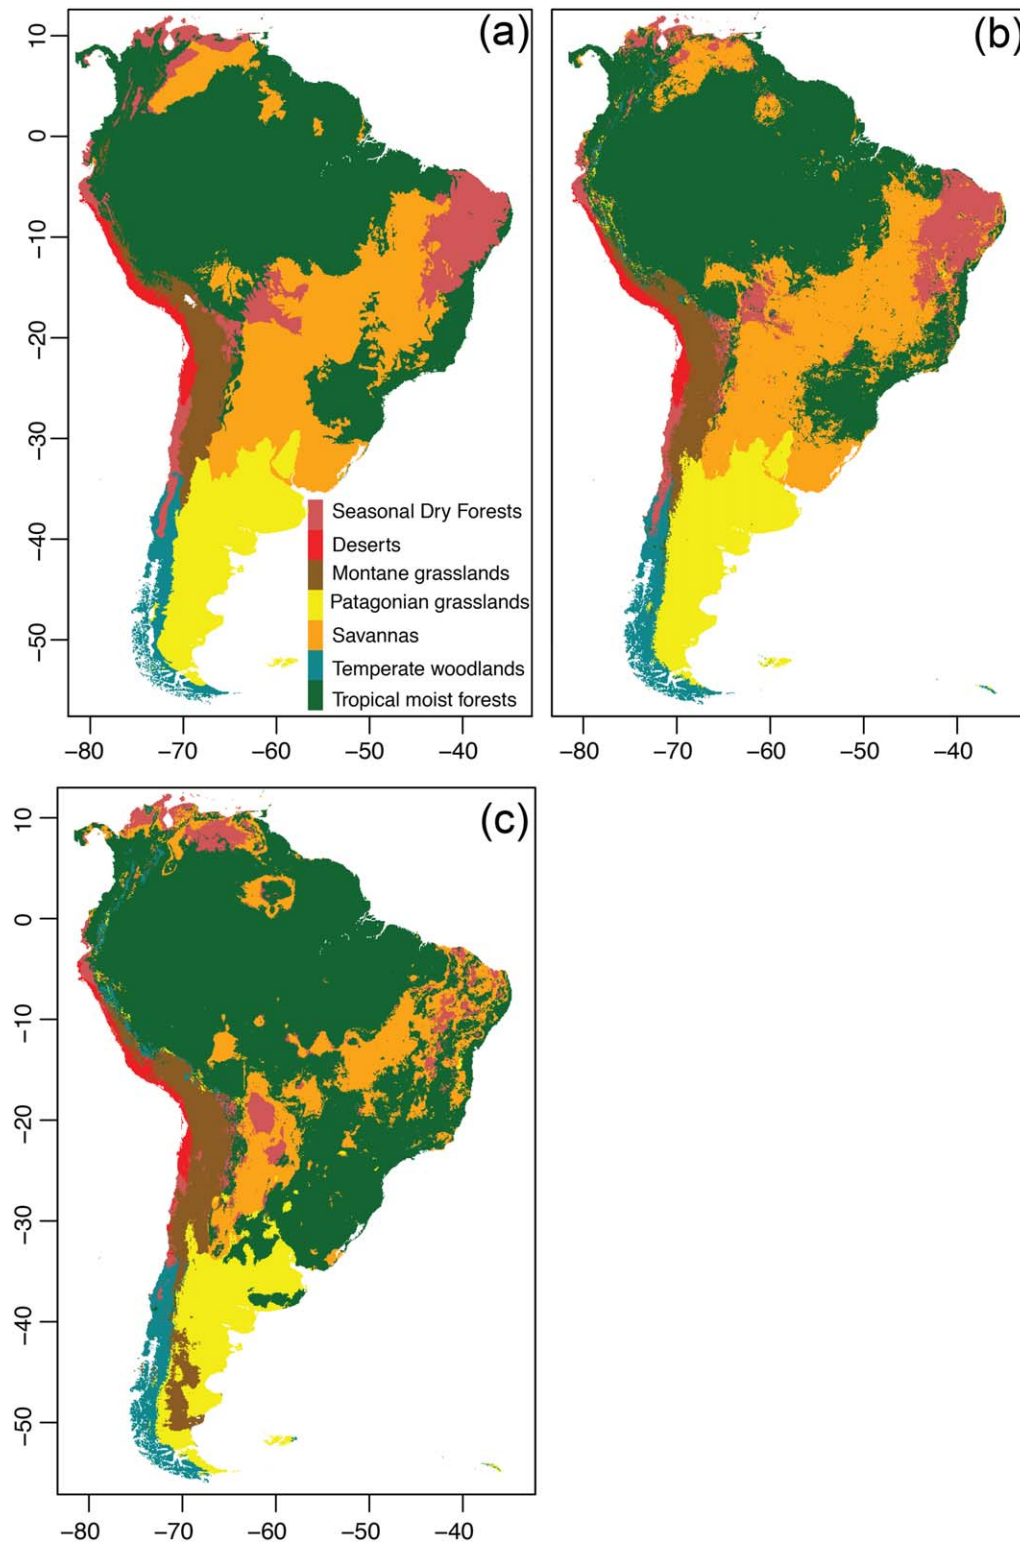 (a)
10
0
−10
−20
−30
−40
−50
Seasonal Dry Forests
Deserts
Montane grasslands
Patagonian grasslands
Savannas
Temperate woodlands
Tropical moist forests
−80 −70 −60 −50 −40
(b)
−80 −70 −60 −50 −40
(c)
10
0
−10
−20
−30
−40
−50
−80 −70 −60 −50 −40